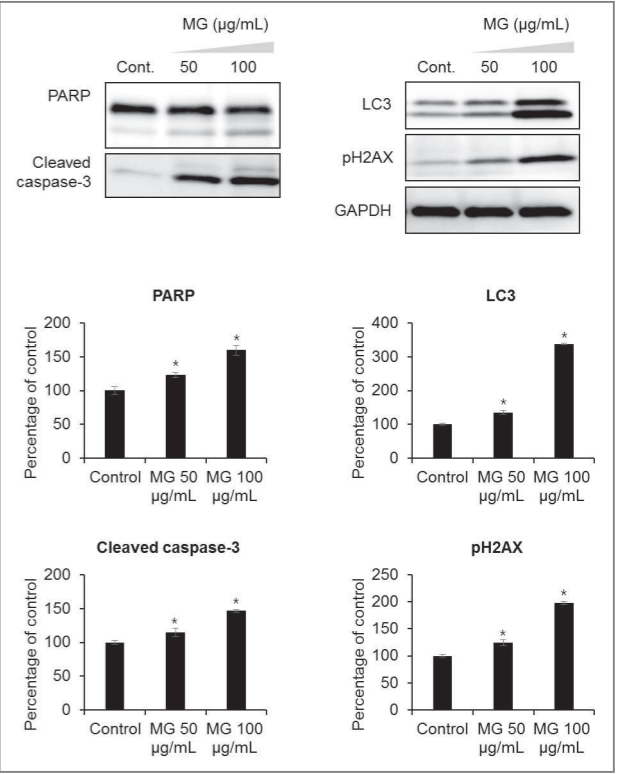 MG (µg/mL)
Cont. 50 100
PARP
Cleaved
caspase-3
MG (µg/mL)
Cont. 50 100
LC3
pH2AX
GAPDH
PARP
Percentage of control
200
150
100
50
0
* *
Control MG 50 MG 100
µg/mL µg/mL
LC3
Percentage of control
400
300
200
100
0
* *
Control MG 50 MG 100
µg/mL µg/mL
Cleaved caspase-3
Percentage of control
200
150
100
50
0
* *
Control MG 50 MG 100
µg/mL µg/mL
pH2AX
Percentage of control
250
200
150
100
50
0
* *
Control MG 50 MG 100
µg/mL µg/mL